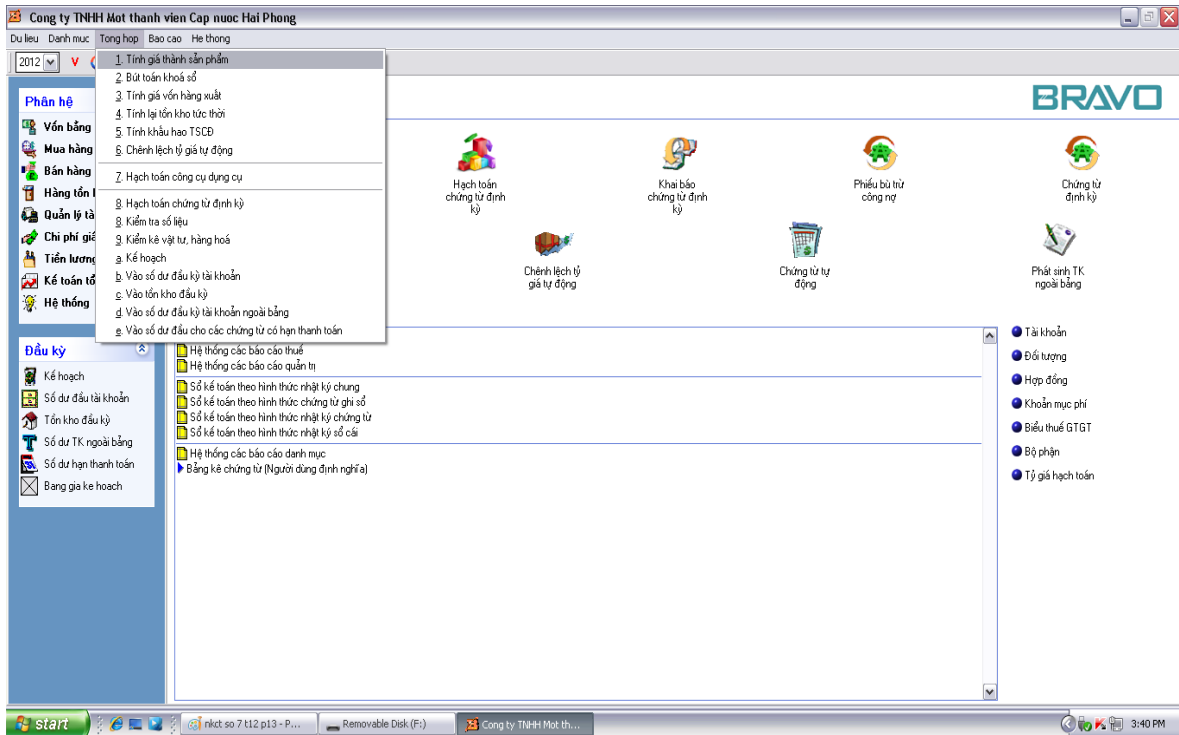 Cong ty TNHH Mot thanh vien Cap nuoc Hai Phong
Du lieu Danh muc Tong hop Bao cao He thong
2012 V
1. Tính giá thành sản phẩm
2. Bút toán khoá sổ
3. Tính giá vốn hàng xuất
4. Tính lại tồn kho tức thời
5. Tính khấu hao TSCĐ
6. Chênh lệch tỷ giá tự động
7. Hạch toán công cụ dụng cụ
8. Hạch toán chứng từ định kỳ
8. Kiểm tra số liệu
9. Kiểm kê vật tư, hàng hoá
a. Kế hoạch
b. Vào số dư đầu kỳ tài khoản
c. Vào tồn kho đầu kỳ
d. Vào số dư đầu kỳ tài khoản ngoài bảng
e. Vào số dư đầu cho các chứng từ có hạn thanh toán
Phân hệ
Vốn bằng
Mua hàng
Bán hàng
Hàng tồn
Quản lý tà
Chi phí giá
Tiền lương
Kế toán tổ
Hệ thống
BRAVO
Hạch toán
chứng từ định
kỳ
Khai báo
chứng từ định
kỳ
Phiếu bù trừ
công nợ
Chứng từ
định kỳ
Chênh lệch tỷ
giá tự động
Chứng từ tự
động
Phát sinh TK
ngoài bảng
Đầu kỳ
Kế hoạch
Số dư đầu tài khoản
Tồn kho đầu kỳ
Số dư TK ngoài bảng
Số dư hạn thanh toán
Bang gia ke hoach
Hệ thống các báo cáo thuế
Hệ thống các báo cáo quản trị
Sổ kế toán theo hình thức nhật ký chung
Sổ kế toán theo hình thức chứng từ ghi sổ
Sổ kế toán theo hình thức nhật ký chứng từ
Sổ kế toán theo hình thức nhật ký sổ cái
Hệ thống các báo cáo danh mục
Bảng kê chứng từ (Người dùng định nghĩa)
Tài khoản
Đối tượng
Hợp đồng
Khoản mục phí
Biểu thuế GTGT
Bộ phận
Tỷ giá hạch toán
start
nkct so 7 t12 p13 - P...
Removable Disk (F:)
Cong ty TNHH Mot th...
3:40 PM